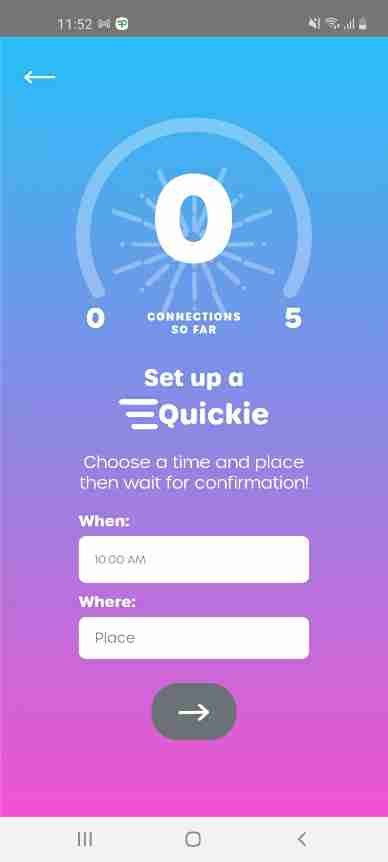 11:52
0
0
CONNECTIONS
SO FAR
5
Set up a
Quickie
Choose a time and place
then wait for confirmation!
When:
10:00 AM
Where:
Place